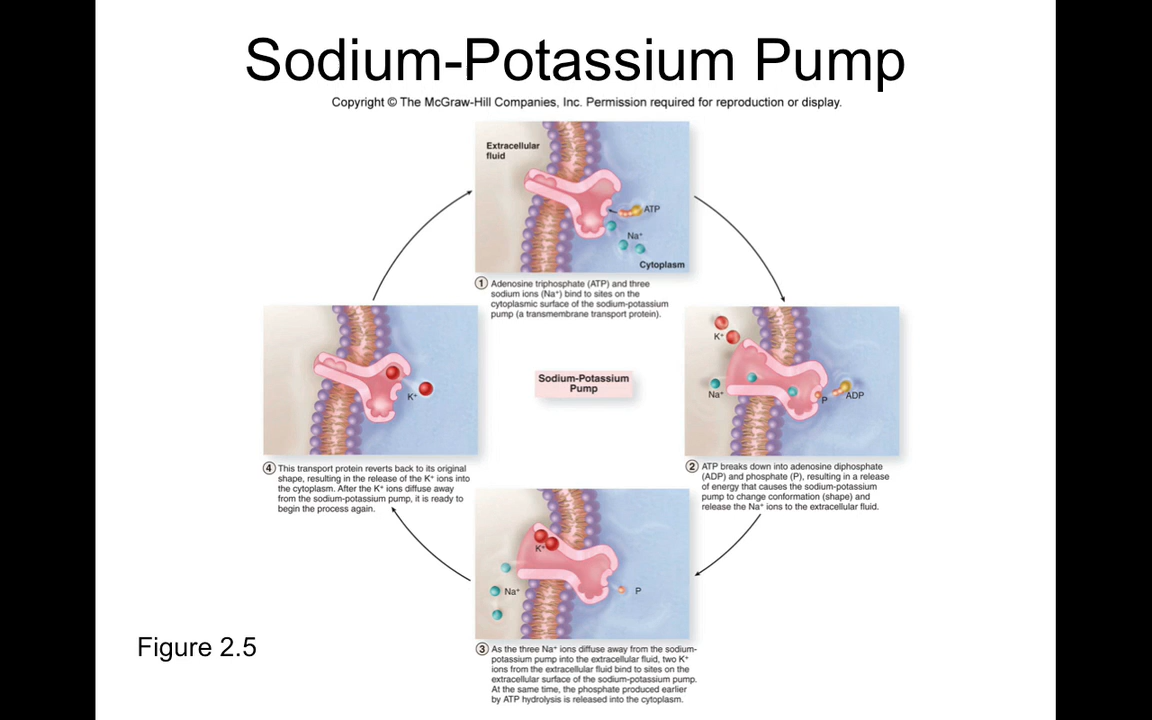 Sodium-Potassium Pump
Copyright © The McGraw-Hill Companies, Inc. Permission required for reproduction or display.
Extracellular
fluid
ATP
Na⁺
Cytoplasm
① Adenosine triphosphate (ATP) and three
sodium ions (Na⁺) bind to sites on the
cytoplasmic surface of the sodium-potassium
pump (a transmembrane transport protein).
K⁺
Na⁺
P
ADP
② ATP breaks down into adenosine diphosphate
(ADP) and phosphate (P), resulting in a release
of energy that causes the sodium-potassium
pump to change conformation (shape) and
release the Na⁺ ions to the extracellular fluid.
Sodium-Potassium
Pump
K⁺
④ This transport protein reverts back to its original
shape, resulting in the release of the K⁺ ions into
the cytoplasm. After the K⁺ ions diffuse away
from the sodium-potassium pump, it is ready to
begin the process again.
K⁺
Na⁺
P
③ As the three Na⁺ ions diffuse away from the sodium-
potassium pump into the extracellular fluid, two K⁺
ions from the extracellular fluid bind to sites on the
extracellular surface of the sodium-potassium pump.
At the same time, the phosphate produced earlier
by ATP hydrolysis is released into the cytoplasm.
Figure 2.5